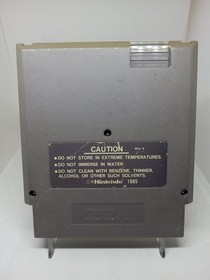 CAUTION
REV-A
•DO NOT STORE IN EXTREME TEMPERATURES.
•DO NOT IMMERSE IN WATER.
•DO NOT CLEAN WITH BENZENE, THINNER,
ALCOHOL OR OTHER SUCH SOLVENTS.
©Nintendo 1985